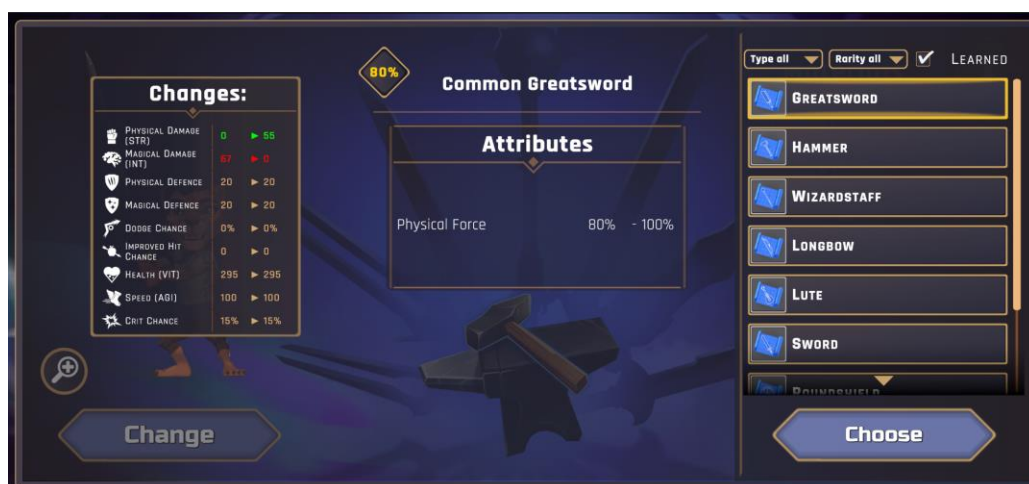 Type all
Rarity all
LEARNED
80%
Common Greatsword
Changes:
PHYSICAL DAMAGE (STR) 0 ► 55
MAGICAL DAMAGE (INT) 67 ► 0
PHYSICAL DEFENCE 20 ► 20
MAGICAL DEFENCE 20 ► 20
DODGE CHANCE 0% ► 0%
IMPROVED HIT CHANCE 0 ► 0
HEALTH (VIT) 295 ► 295
SPEED (AGI) 100 ► 100
CRIT CHANCE 15% ► 15%
Attributes
Physical Force 80% - 100%
GREATSWORD
HAMMER
WIZARDSTAFF
LONGBOW
LUTE
SWORD
ROUNDSHIELD
Change
Choose